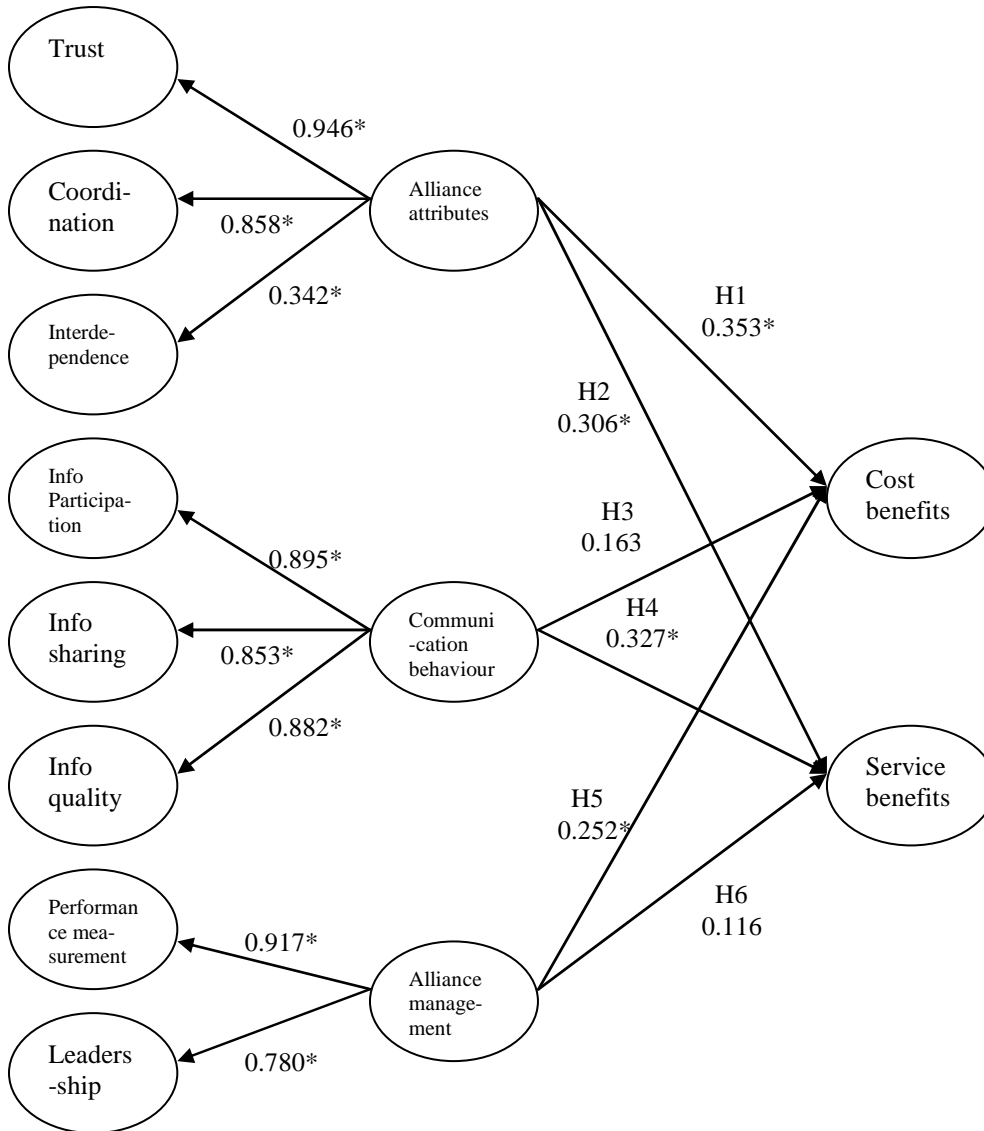 Trust
0.946*
Coordi-
nation
0.858*
Alliance
attributes
0.342*
Interde-
pendence
H1
0.353*
H2
0.306*
Info
Participa-
tion
0.895*
Cost
benefits
H3
0.163
Info
sharing
0.853*
Communi
-cation
behaviour
H4
0.327*
0.882*
Info
quality
Service
benefits
H5
0.252*
H6
0.116
Performan
ce mea-
surement
0.917*
Alliance
manage-
ment
Leaders
-ship
0.780*